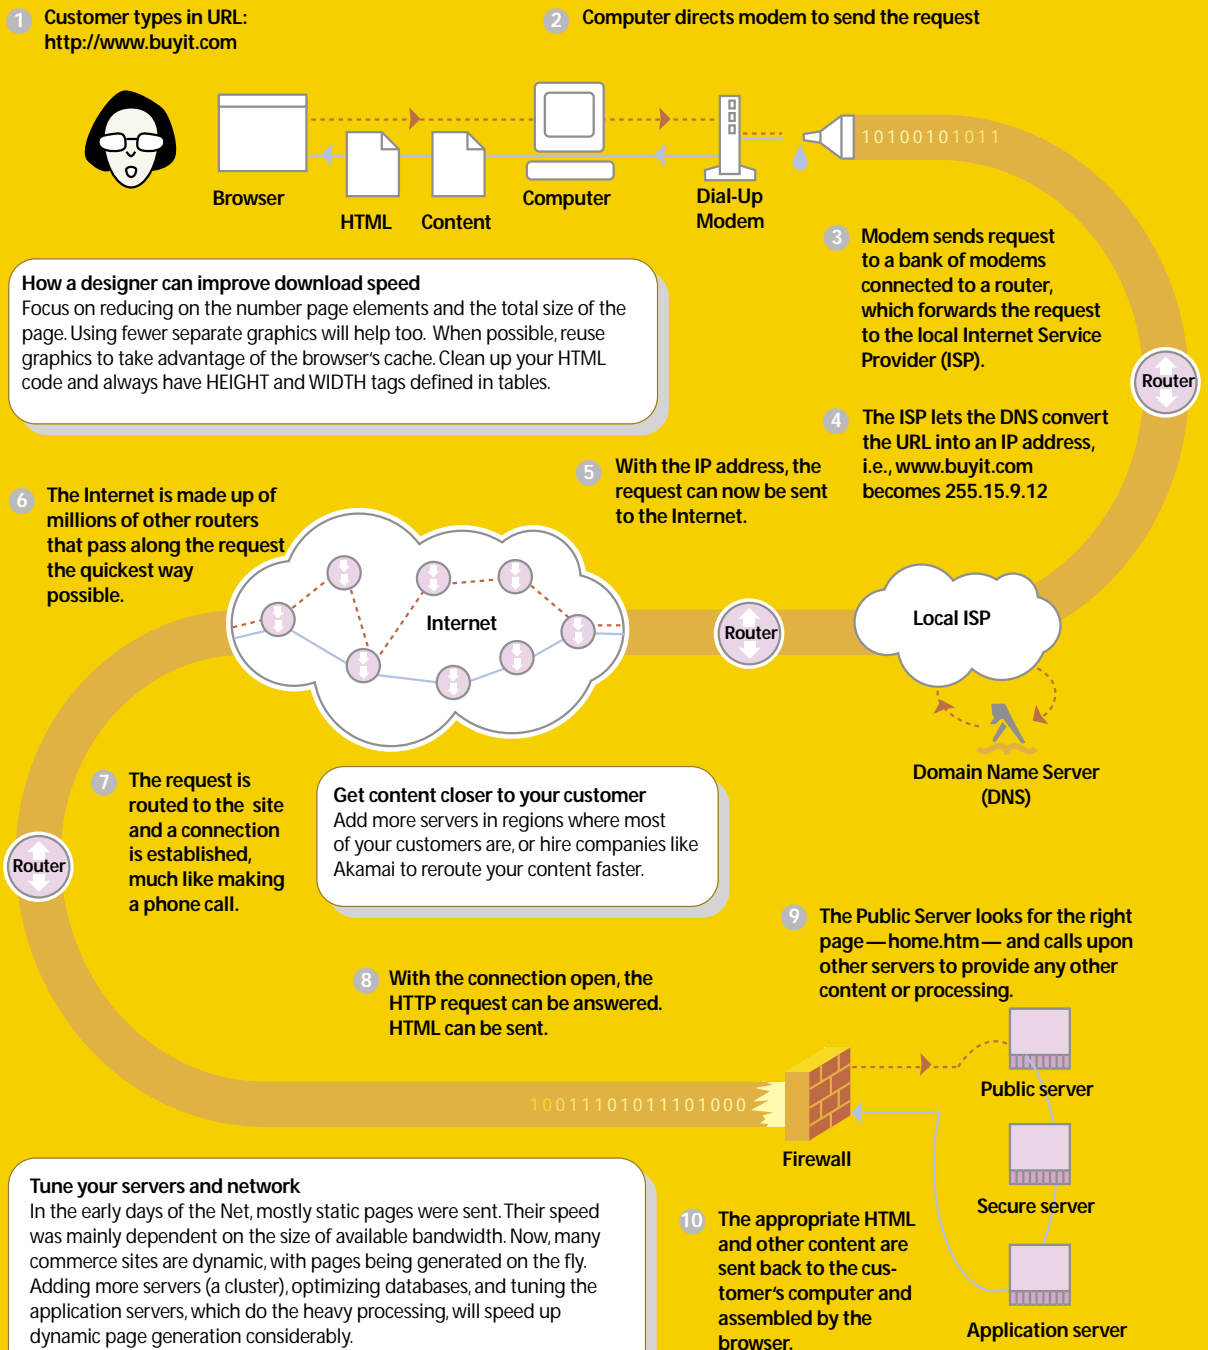 1 Customer types in URL:
http://www.buyit.com
2 Computer directs modem to send the request
10100101011
Browser
HTML
Content
Computer
Dial-Up
Modem
3 Modem sends request
to a bank of modems
connected to a router,
which forwards the request
to the local Internet Service
Provider (ISP).
Router
How a designer can improve download speed
Focus on reducing on the number page elements and the total size of the
page. Using fewer separate graphics will help too. When possible, reuse
graphics to take advantage of the browser's cache. Clean up your HTML
code and always have HEIGHT and WIDTH tags defined in tables.
4 The ISP lets the DNS convert
the URL into an IP address,
i.e., www.buyit.com
becomes 255.15.9.12
5 With the IP address, the
request can now be sent
to the Internet.
6 The Internet is made up of
millions of other routers
that pass along the request
the quickest way
possible.
Internet
Router
Local ISP
Domain Name Server
(DNS)
7 The request is
routed to the site
and a connection
is established,
much like making
a phone call.
Router
Get content closer to your customer
Add more servers in regions where most
of your customers are, or hire companies like
Akamai to reroute your content faster.
8 With the connection open, the
HTTP request can be answered.
HTML can be sent.
9 The Public Server looks for the right
page—home.htm— and calls upon
other servers to provide any other
content or processing.
10011101011101000
Firewall
Public server
Secure server
Application server
10 The appropriate HTML
and other content are
sent back to the cus-
tomer's computer and
assembled by the
browser.
Tune your servers and network
In the early days of the Net, mostly static pages were sent. Their speed
was mainly dependent on the size of available bandwidth. Now, many
commerce sites are dynamic, with pages being generated on the fly.
Adding more servers (a cluster), optimizing databases, and tuning the
application servers, which do the heavy processing, will speed up
dynamic page generation considerably.